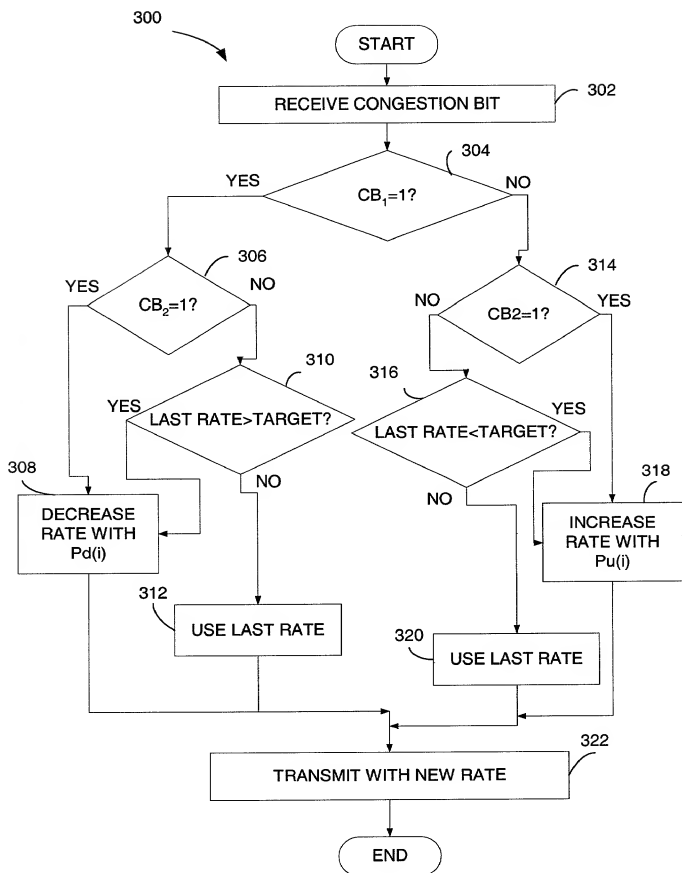 300
START
RECEIVE CONGESTION BIT
302
304
YES
CB₁=1?
NO
306
314
YES
CB₂=1?
NO
NO
CB2=1?
YES
310
316
YES
LAST RATE>TARGET?
LAST RATE<TARGET?
YES
308
NO
NO
318
DECREASE
RATE WITH
Pd(i)
INCREASE
RATE WITH
Pu(i)
312
USE LAST RATE
320
USE LAST RATE
322
TRANSMIT WITH NEW RATE
END